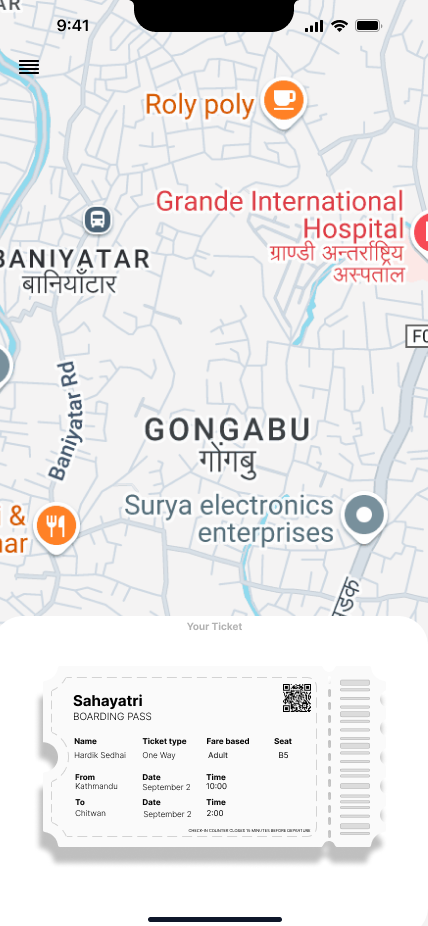 AR
9:41
Roly poly
Grande International
Hospital
ग्राण्डी अन्तर्राष्ट्रिय
अस्पताल
BANIYATAR
बानियाँटार
Baniyatar Rd
GONGABU
गोंगबु
Surya electronics
enterprises
&
Your Ticket
Sahayatri
BOARDING PASS
Name Ticket type Fare based Seat
Hardik Sedhai One Way Adult B5
From Date Time
Kathmandu September 2 10:00
To Date Time
Chitwan September 2 2:00
CHECK-IN COUNTER CLOSES 15 MINUTES BEFORE DEPARTURE